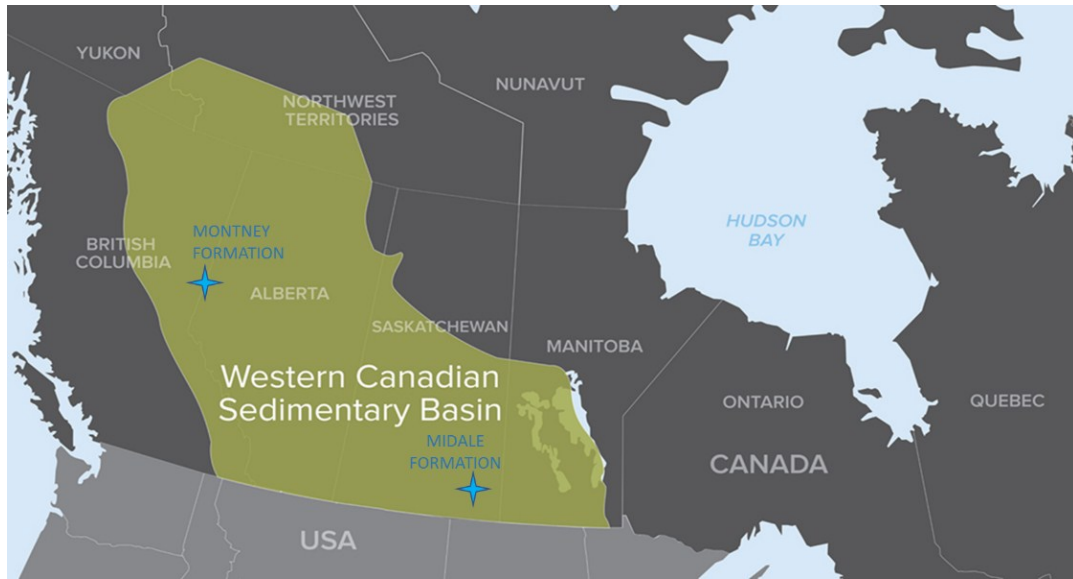 YUKON
NUNAVUT
NORTHWEST
TERRITORIES
HUDSON
BAY
MONTNEY
FORMATION
BRITISH
COLUMBIA
ALBERTA
SASKATCHEWAN
MANITOBA
Western Canadian
Sedimentary Basin
ONTARIO
QUEBEC
MIDALE
FORMATION
CANADA
USA